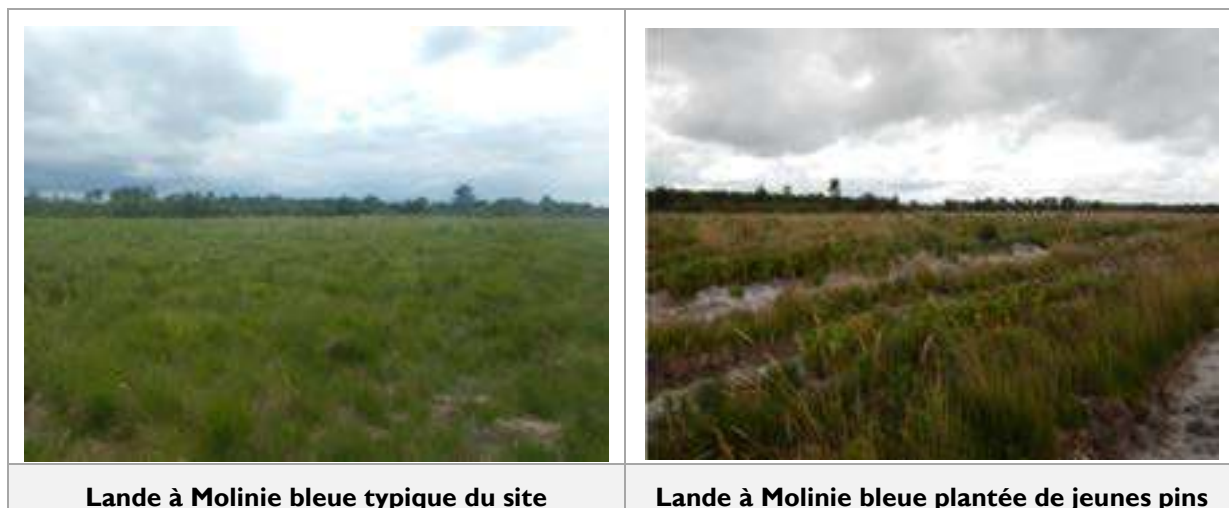 Lande à Molinie bleue typique du site
Lande à Molinie bleue plantée de jeunes pins